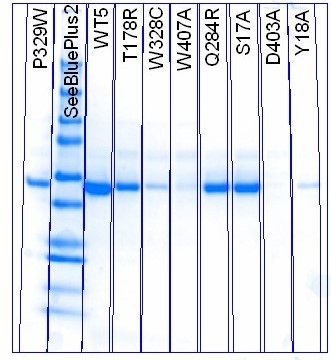 P329W
SeeBluePlus2
WT5
T178R
W328C
W407A
Q284R
S17A
D403A
Y18A